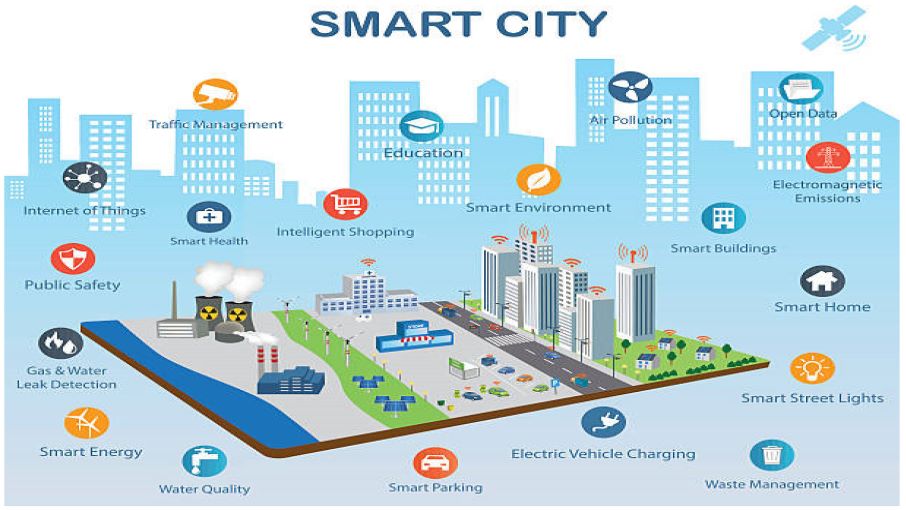 SMART CITY
Traffic Management
Education
Air Pollution
Open Data
Internet of Things
Smart Health
Intelligent Shopping
Smart Environment
Electromagnetic
Emissions
Smart Buildings
Public Safety
Smart Home
Gas & Water
Leak Detection
Smart Street Lights
Smart Energy
Water Quality
Smart Parking
Electric Vehicle Charging
Waste Management